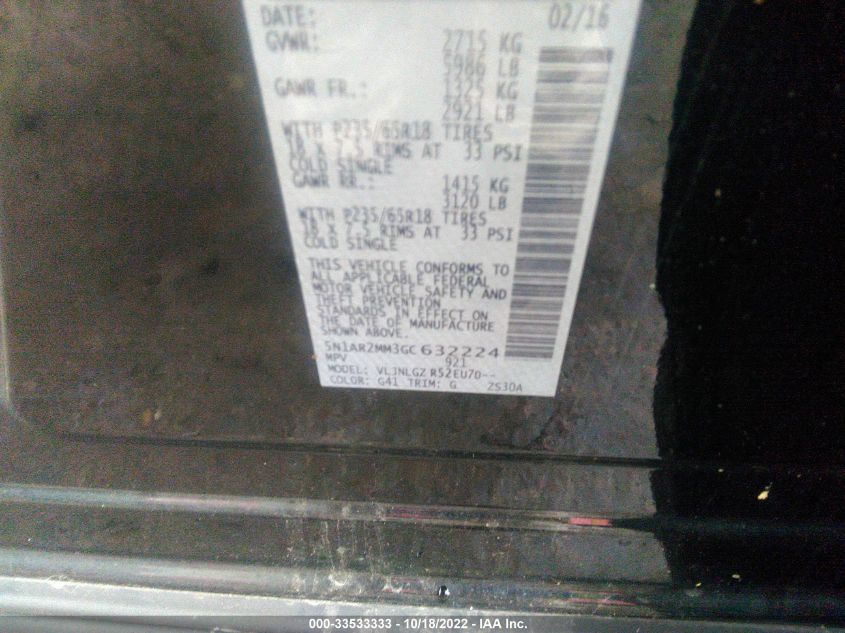 DATE: 02/16
GVWR: 2715 KG
5986 LB
GAWR FR.: 1325 KG
2921 LB
WITH P235/65R18 TIRES
18 X 7.5 RIMS AT 33 PSI
COLD SINGLE
GAWR RR.: 1415 KG
3120 LB
WITH P235/65R18 TIRES
18 X 7.5 RIMS AT 33 PSI
COLD SINGLE
THIS VEHICLE CONFORMS TO
ALL APPLICABLE FEDERAL
MOTOR VEHICLE SAFETY AND
THEFT PREVENTION
STANDARDS IN EFFECT ON
THE DATE OF MANUFACTURE
SHOWN ABOVE.
5N1AR2MM3GC632224
MPV 921
MODEL: VLJNLGZ R52EU70--
COLOR: G41 TRIM: G ZS30A
000-33533333 - 10/18/2022 - IAA Inc.